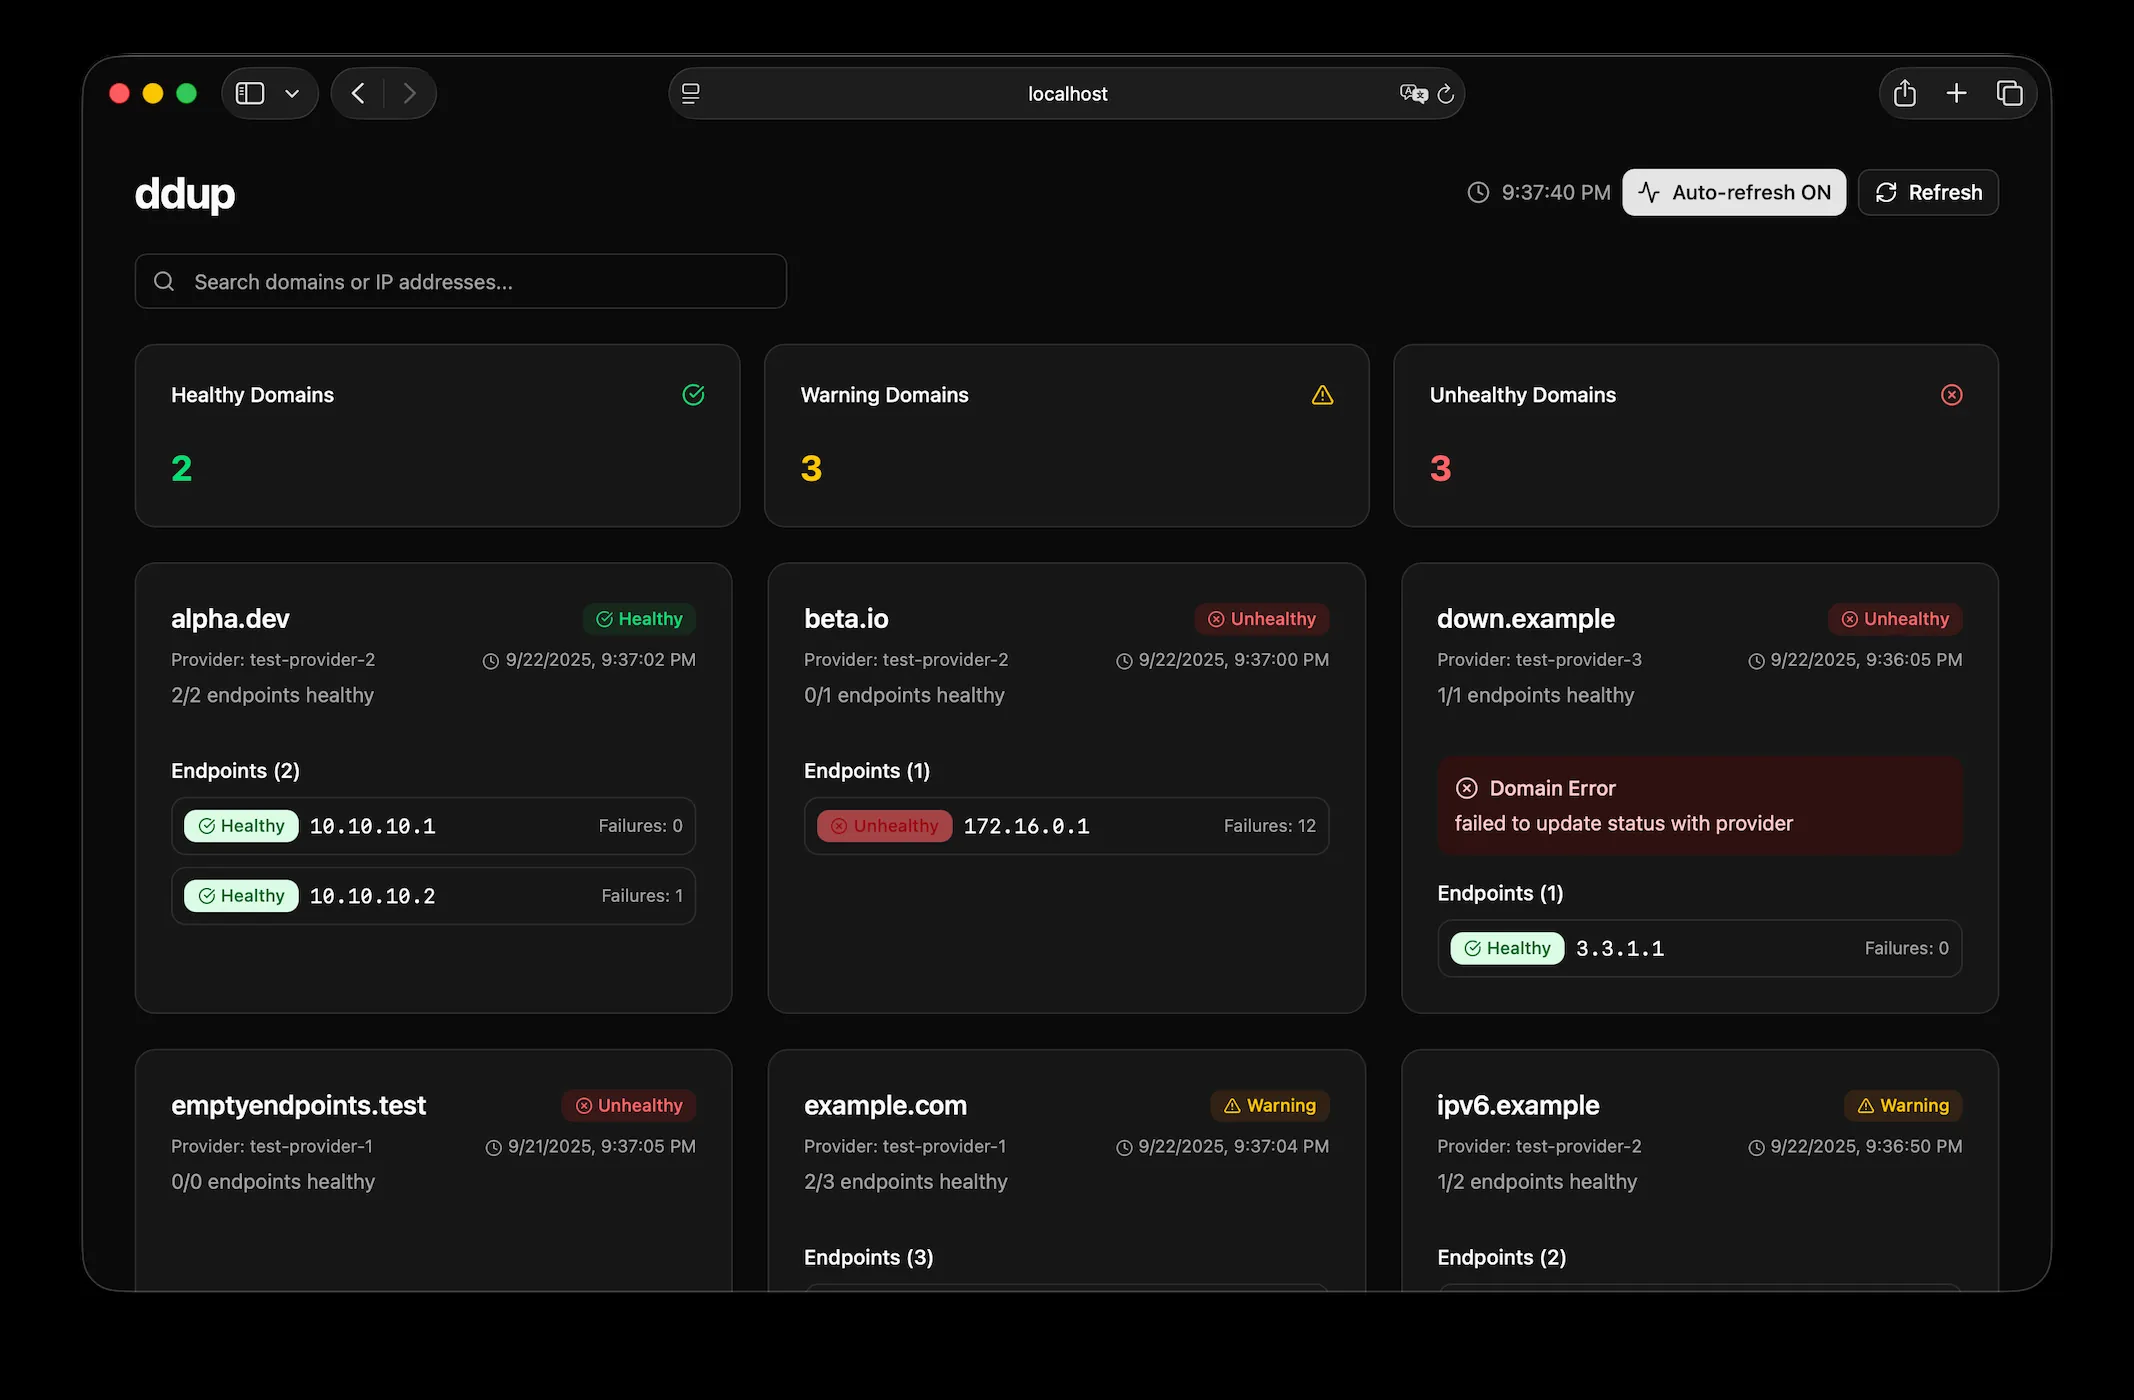 localhost
ddup
9:37:40 PM
Auto-refresh ON
Refresh
Search domains or IP addresses...
Healthy Domains
2
Warning Domains
3
Unhealthy Domains
3
alpha.dev
Healthy
Provider: test-provider-2
9/22/2025, 9:37:02 PM
2/2 endpoints healthy
Endpoints (2)
Healthy 10.10.10.1 Failures: 0
Healthy 10.10.10.2 Failures: 1
beta.io
Unhealthy
Provider: test-provider-2
9/22/2025, 9:37:00 PM
0/1 endpoints healthy
Endpoints (1)
Unhealthy 172.16.0.1 Failures: 12
down.example
Unhealthy
Provider: test-provider-3
9/22/2025, 9:36:05 PM
1/1 endpoints healthy
Domain Error
failed to update status with provider
Endpoints (1)
Healthy 3.3.1.1 Failures: 0
emptyendpoints.test
Unhealthy
Provider: test-provider-1
9/21/2025, 9:37:05 PM
0/0 endpoints healthy
example.com
Warning
Provider: test-provider-1
9/22/2025, 9:37:04 PM
2/3 endpoints healthy
Endpoints (3)
ipv6.example
Warning
Provider: test-provider-2
9/22/2025, 9:36:50 PM
1/2 endpoints healthy
Endpoints (2)